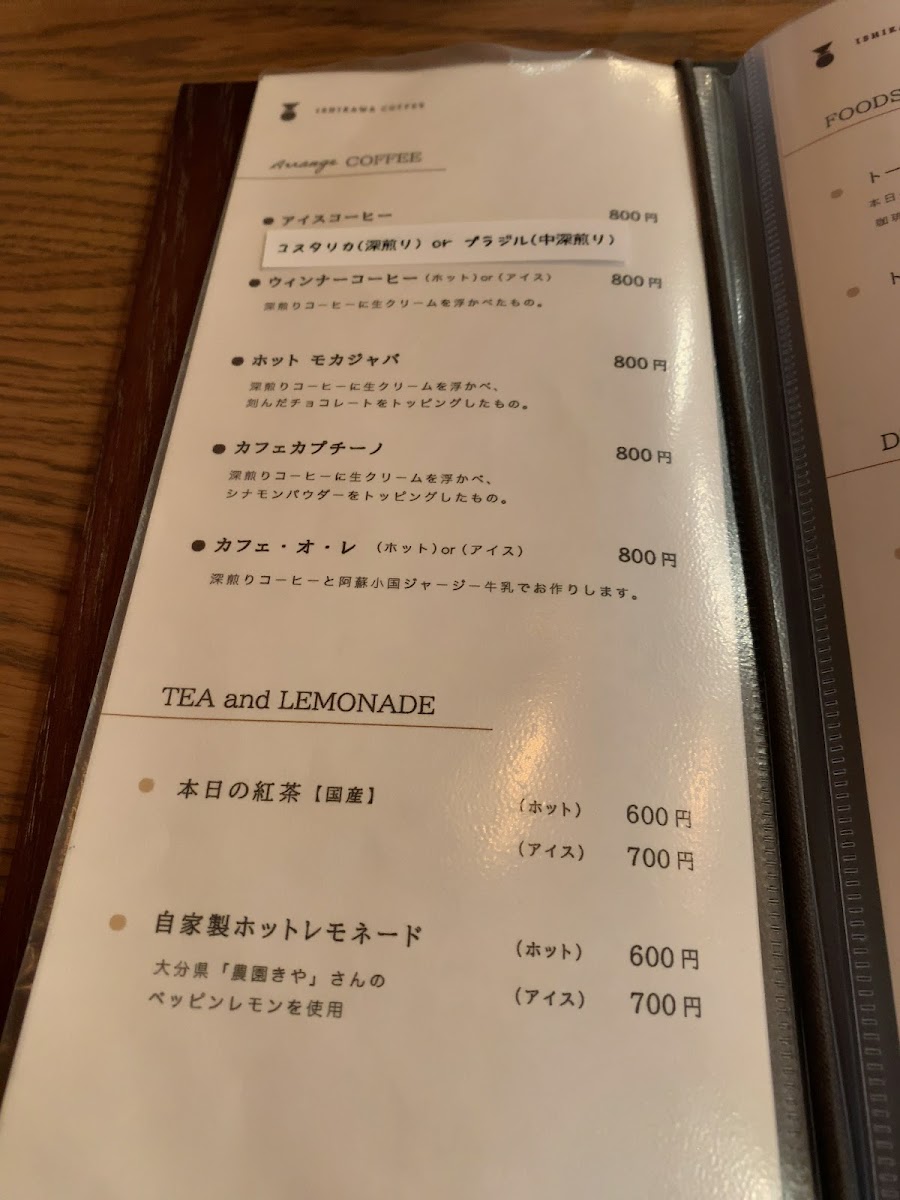 ISHIKAWA COFFEE
Arrange COFFEE
アイスコーヒー 800円
コスタリカ(深煎り) or ブラジル(中深煎り)
ウィンナーコーヒー (ホット)or(アイス) 800円
深煎りコーヒーに生クリームを浮かべたもの。
ホット モカジャバ 800円
深煎りコーヒーに生クリームを浮かべ、
刻んだチョコレートをトッピングしたもの。
カフェカプチーノ 800円
深煎りコーヒーに生クリームを浮かべ、
シナモンパウダーをトッピングしたもの。
カフェ・オ・レ (ホット)or(アイス) 800円
深煎りコーヒーと阿蘇小国ジャージー牛乳でお作りします。
TEA and LEMONADE
本日の紅茶【国産】 (ホット) 600円
(アイス) 700円
自家製ホットレモネード (ホット) 600円
大分県「農園きや」さんの
ベッピンレモンを使用 (アイス) 700円
FOODS
本日
珈琲